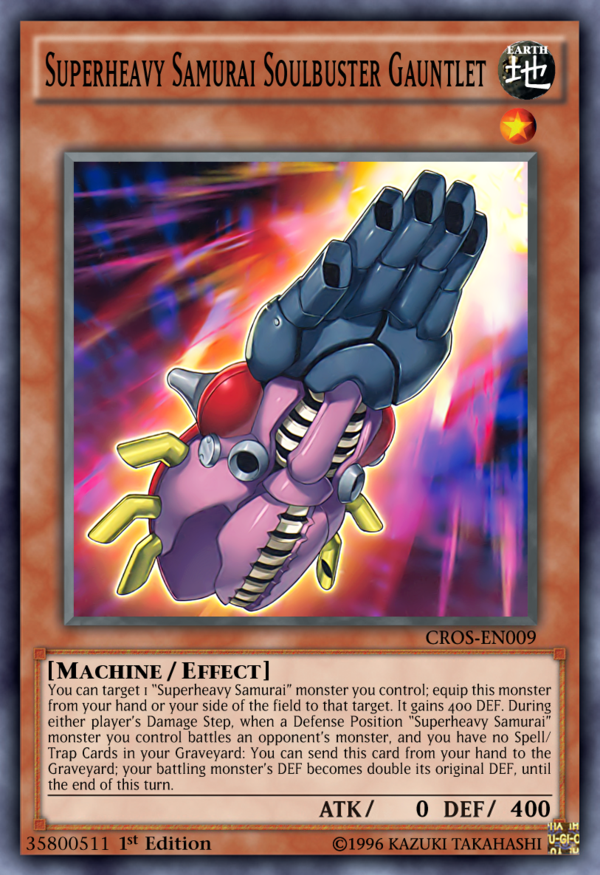 Superheavy Samurai Soulbuster Gauntlet
EARTH
地
CROS-EN009
[Machine / Effect]
You can target 1 "Superheavy Samurai" monster you control; equip this monster
from your hand or your side of the field to that target. It gains 400 DEF. During
either player's Damage Step, when a Defense Position "Superheavy Samurai"
monster you control battles an opponent's monster, and you have no Spell/
Trap Cards in your Graveyard: You can send this card from your hand to the
Graveyard; your battling monster's DEF becomes double its original DEF, until
the end of this turn.
ATK/ 0 DEF/ 400
35800511 1st Edition ©1996 KAZUKI TAKAHASHI